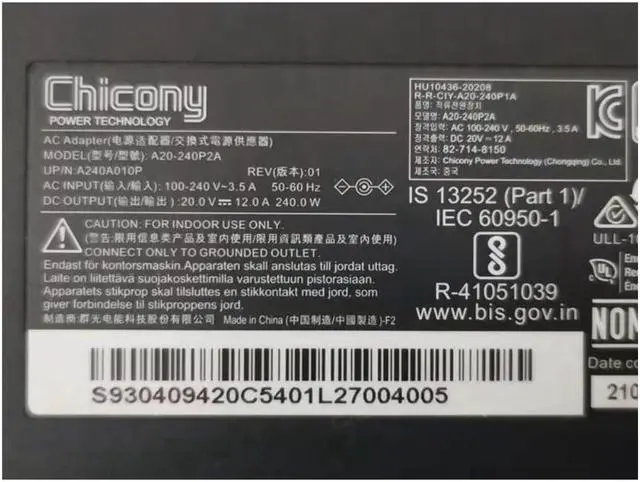 Chicony
POWER TECHNOLOGY
AC Adapter(电源适配器/交换式電源供應器)
MODEL(型号/型號): A20-240P2A
UP/N:A240A010P REV(版本):01
AC INPUT(输入/輸入): 100-240 V~3.5 A 50-60 Hz
DC OUTPUT(输出/輸出): 20.0 V 12.0 A 240.0 W
CAUTION: FOR INDOOR USE ONLY.
(警告:限用信息类产品及室内使用/限用資訊類產品及室內使用)
CONNECT ONLY TO GROUNDED OUTLET.
Endast för kontorsmaskin.Apparaten skall anslutas till jordat uttag.
Laite on liitettävä suojakoskettimilla varustettuun pistorasiaan.
Apparatets stikprop skal tilsluttes en stikkontakt med jord, som
giver forbindelse til stikproppens jord.
制造商:群光电能科技股份有限公司 Made in China (中国制造/中國製造)-F2
S930409420C5401L27004005
HU10436-20208
R-R-CIY-A20-240P1A
품명: 직류전원장치
모델명: A20-240P2A
정격입력: AC 100-240 V , 50-60Hz , 3.5 A
정격출력: DC 20V 12 A
전화번호: 82-714-8150
제조자: Chicony Power Technology (Chongqing) Co., Ltd.
제조국: 중국
IS 13252 (Part 1)/
IEC 60950-1
R-41051039
www.bis.gov.in
KC
UL
NON
Date co
210